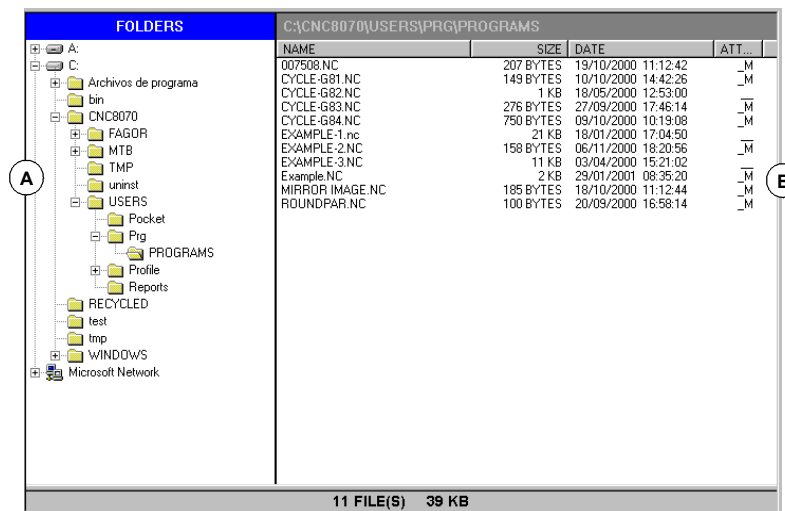 FOLDERS
A:
C:
Archivos de programa
bin
CNC8070
FAGOR
MTB
TMP
uninst
USERS
Pocket
Prg
PROGRAMS
Profile
Reports
RECYCLED
test
tmp
WINDOWS
Microsoft Network
A
C:\CNC8070\USERS\PRG\PROGRAMS
NAME SIZE DATE ATT...
007508.NC 207 BYTES 19/10/2000 11:12:42 _M
CYCLE-G81.NC 149 BYTES 10/10/2000 14:42:26 _M
CYCLE-G82.NC 1 KB 18/05/2000 12:53:00 __
CYCLE-G83.NC 276 BYTES 27/09/2000 17:46:14 _M
CYCLE-G84.NC 750 BYTES 09/10/2000 10:19:08 _M
EXAMPLE-1.nc 21 KB 18/01/2000 17:04:50 __
EXAMPLE-2.NC 158 BYTES 06/11/2000 18:20:56 _M
EXAMPLE-3.NC 11 KB 03/04/2000 15:21:02 __
Example.NC 2 KB 29/01/2001 08:35:20 _M
MIRROR IMAGE.NC 185 BYTES 18/10/2000 11:12:44 _M
ROUNDPAR.NC 100 BYTES 20/09/2000 16:58:14 _M
11 FILE(S) 39 KB